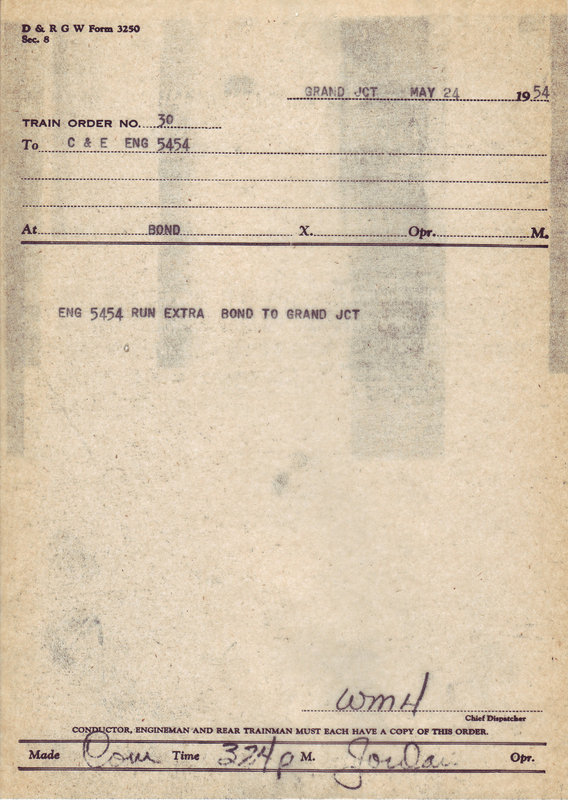 D & R G W Form 3250
Sec. 8
GRAND JCT MAY 24 1954
TRAIN ORDER NO. 30
To C & E ENG 5454
At BOND X. Opr. M.
ENG 5454 RUN EXTRA BOND TO GRAND JCT
WMH
Chief Dispatcher
CONDUCTOR, ENGINEMAN AND REAR TRAINMAN MUST EACH HAVE A COPY OF THIS ORDER.
Made Com Time 324p M. Jordan Opr.